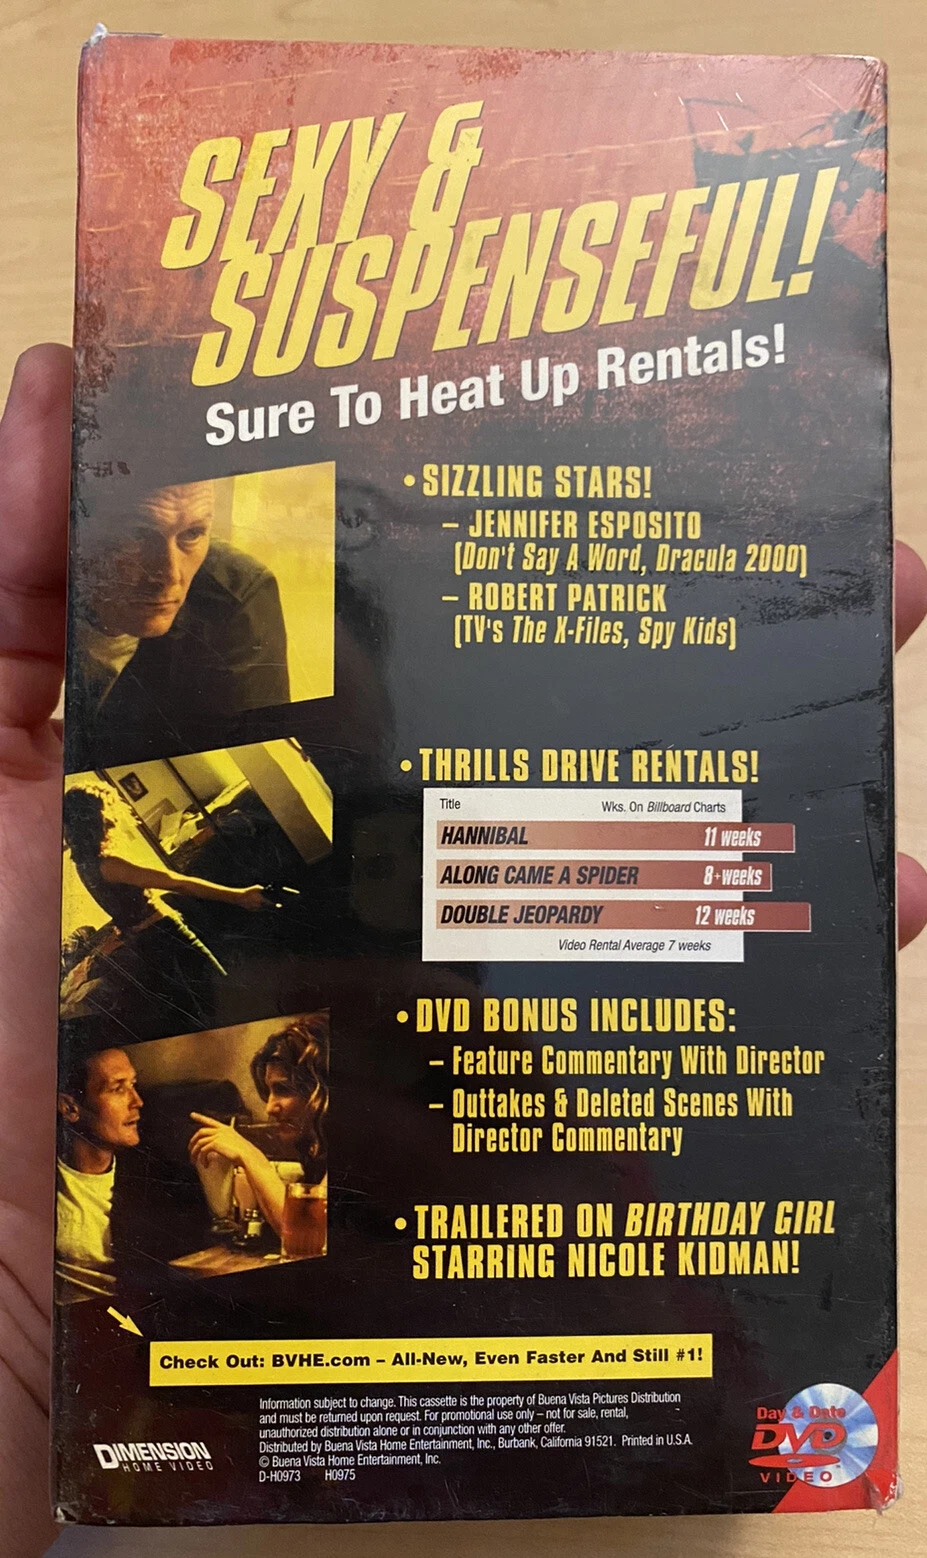 SEXY &
SUSPENSEFUL!
Sure To Heat Up Rentals!
• SIZZLING STARS!
– JENNIFER ESPOSITO
(Don't Say A Word, Dracula 2000)
– ROBERT PATRICK
(TV's The X-Files, Spy Kids)
• THRILLS DRIVE RENTALS!
Title Wks. On Billboard Charts
HANNIBAL 11 weeks
ALONG CAME A SPIDER 8+weeks
DOUBLE JEOPARDY 12 weeks
Video Rental Average 7 weeks
• DVD BONUS INCLUDES:
– Feature Commentary With Director
– Outtakes & Deleted Scenes With
Director Commentary
• TRAILERED ON BIRTHDAY GIRL
STARRING NICOLE KIDMAN!
Check Out: BVHE.com – All-New, Even Faster And Still #1!
Information subject to change. This cassette is the property of Buena Vista Pictures Distribution
and must be returned upon request. For promotional use only – not for sale, rental,
unauthorized distribution alone or in conjunction with any other offer.
Distributed by Buena Vista Home Entertainment, Inc., Burbank, California 91521. Printed in U.S.A.
© Buena Vista Home Entertainment, Inc.
D-H0973 H0975
DIMENSION
HOME VIDEO
Day & Date
DVD
VIDEO